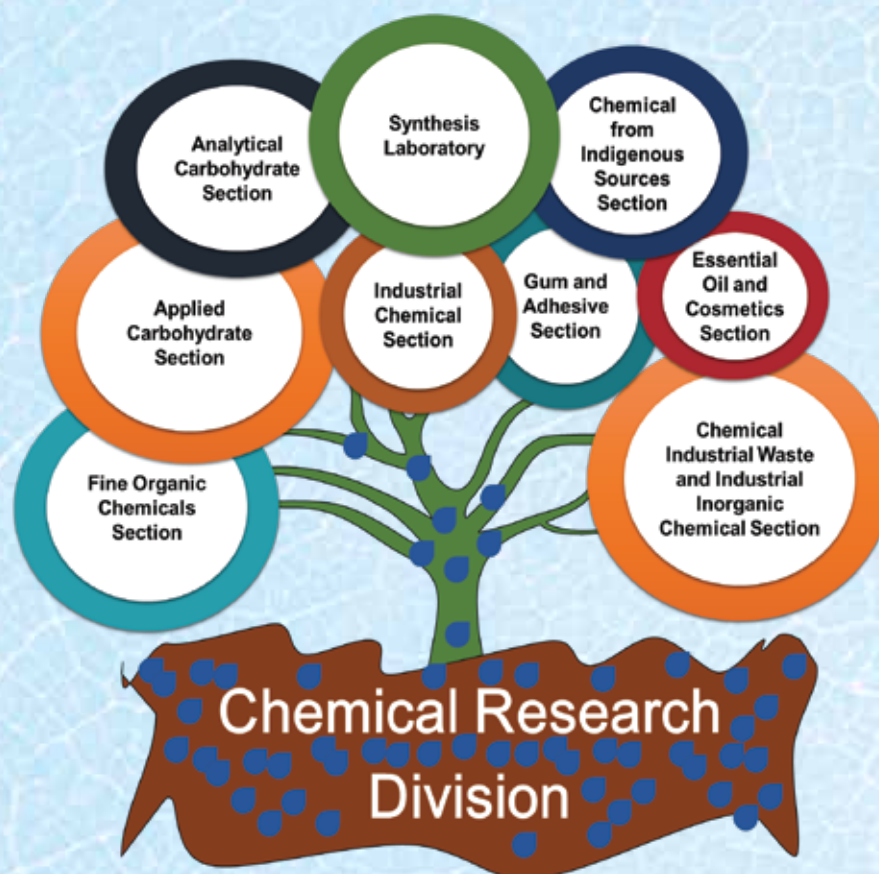 Analytical
Carbohydrate
Section
Synthesis
Laboratory
Chemical
from
Indigenous
Sources
Section
Applied
Carbohydrate
Section
Industrial
Chemical
Section
Gum and
Adhesive
Section
Essential
Oil and
Cosmetics
Section
Fine Organic
Chemicals
Section
Chemical
Industrial Waste
and Industrial
Inorganic
Chemical Section
Chemical Research
Division